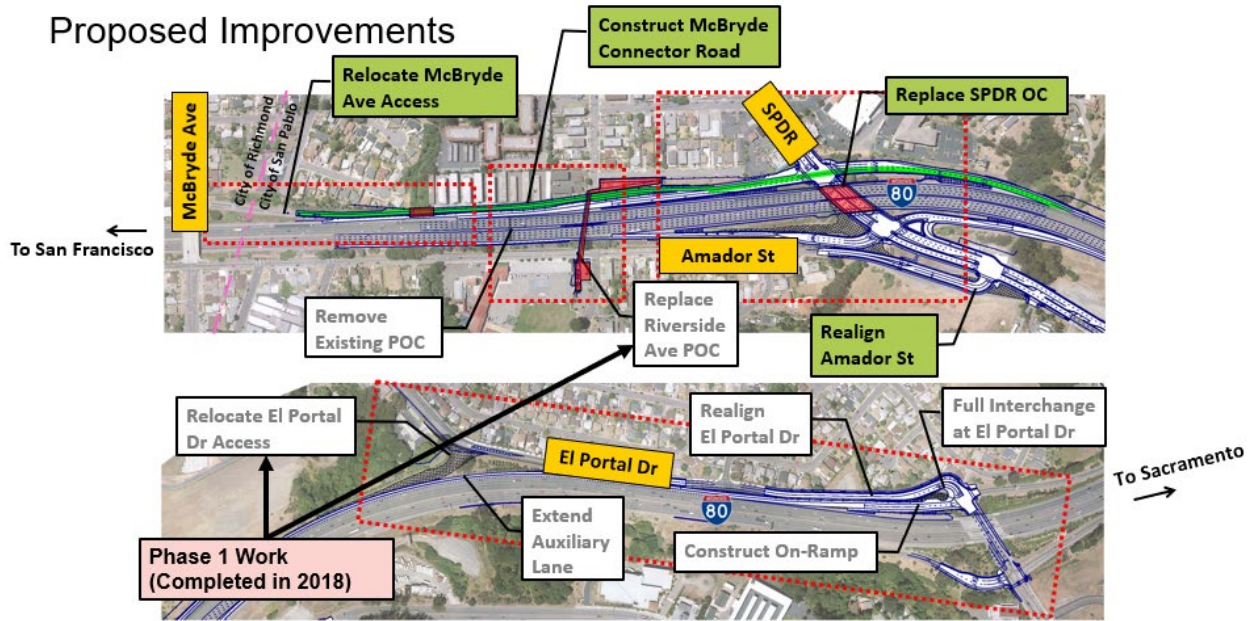 Proposed Improvements
Construct McBryde
Connector Road
Relocate McBryde
Ave Access
Replace SPDR OC
SPDR
McBryde Ave
City of Richmond
City of San Pablo
80
To San Francisco
Amador St
Remove
Existing POC
Replace
Riverside
Ave POC
Realign
Amador St
Relocate El Portal
Dr Access
Realign
El Portal Dr
Full Interchange
at El Portal Dr
El Portal Dr
To Sacramento
80
Phase 1 Work
(Completed in 2018)
Extend
Auxiliary
Lane
Construct On-Ramp